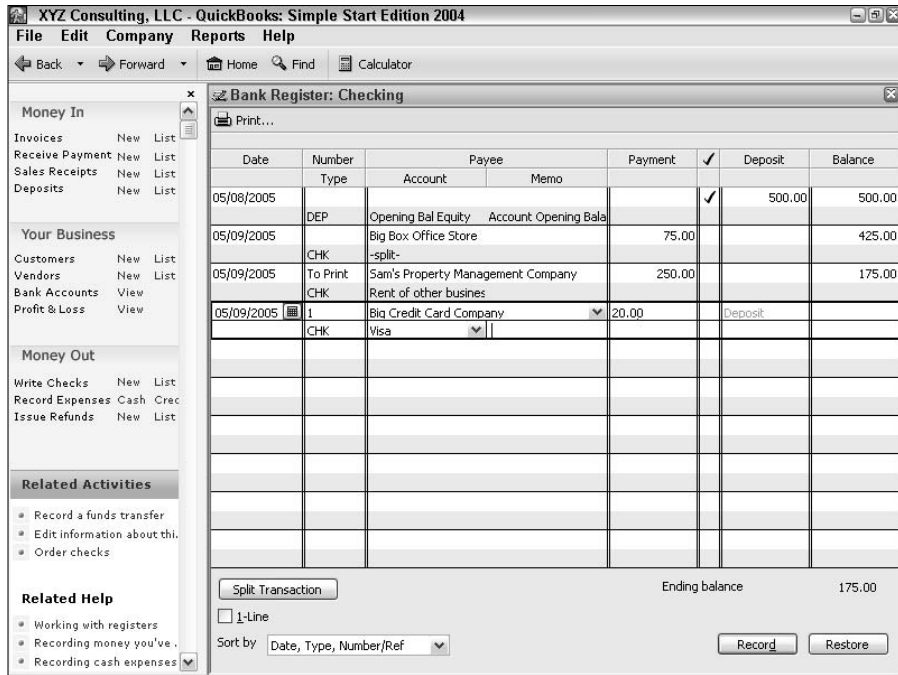 XYZ Consulting, LLC - QuickBooks: Simple Start Edition 2004
File Edit Company Reports Help
Back Forward Home Find Calculator
Money In
Invoices New List
Receive Payment New List
Sales Receipts New List
Deposits New List
Your Business
Customers New List
Vendors New List
Bank Accounts View
Profit & Loss View
Money Out
Write Checks New List
Record Expenses Cash Crec
Issue Refunds New List
Related Activities
Record a funds transfer
Edit information about thi.
Order checks
Related Help
Working with registers
Recording money you've .
Recording cash expenses
Bank Register: Checking
Print...
Date Number Payee Payment ✓ Deposit Balance
Type Account Memo
05/08/2005 ✓ 500.00 500.00
DEP Opening Bal Equity Account Opening Bala
05/09/2005 Big Box Office Store 75.00 425.00
CHK -split-
05/09/2005 To Print Sam's Property Management Company 250.00 175.00
CHK Rent of other busines
05/09/2005 1 Big Credit Card Company 20.00 Deposit
CHK Visa
Split Transaction Ending balance 175.00
1-Line
Sort by Date, Type, Number/Ref Record Restore